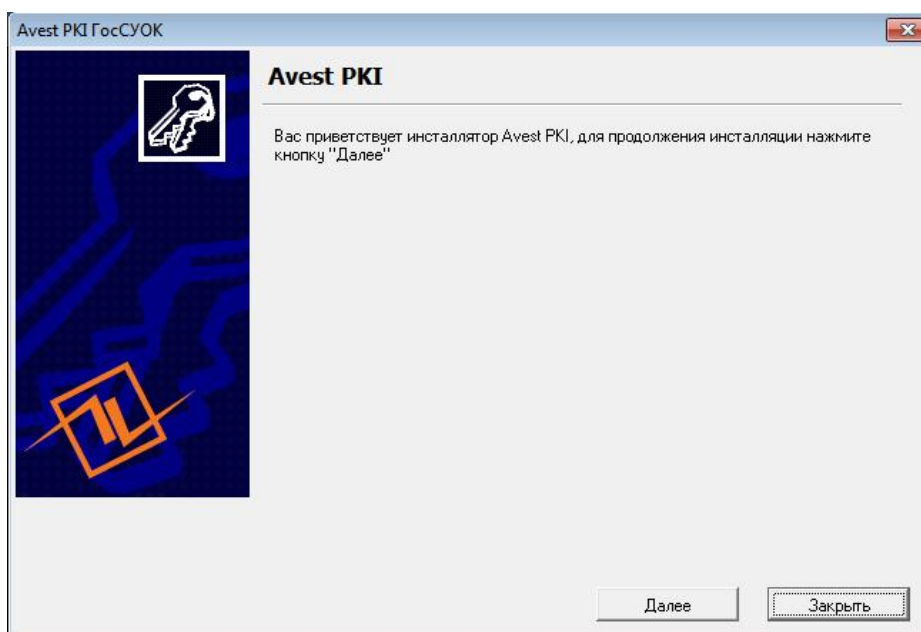 Avest PKI ГосСУОК
Avest PKI
Вас приветствует инсталлятор Avest PKI, для продолжения инсталляции нажмите
кнопку "Далее"
Далее
Закрыть